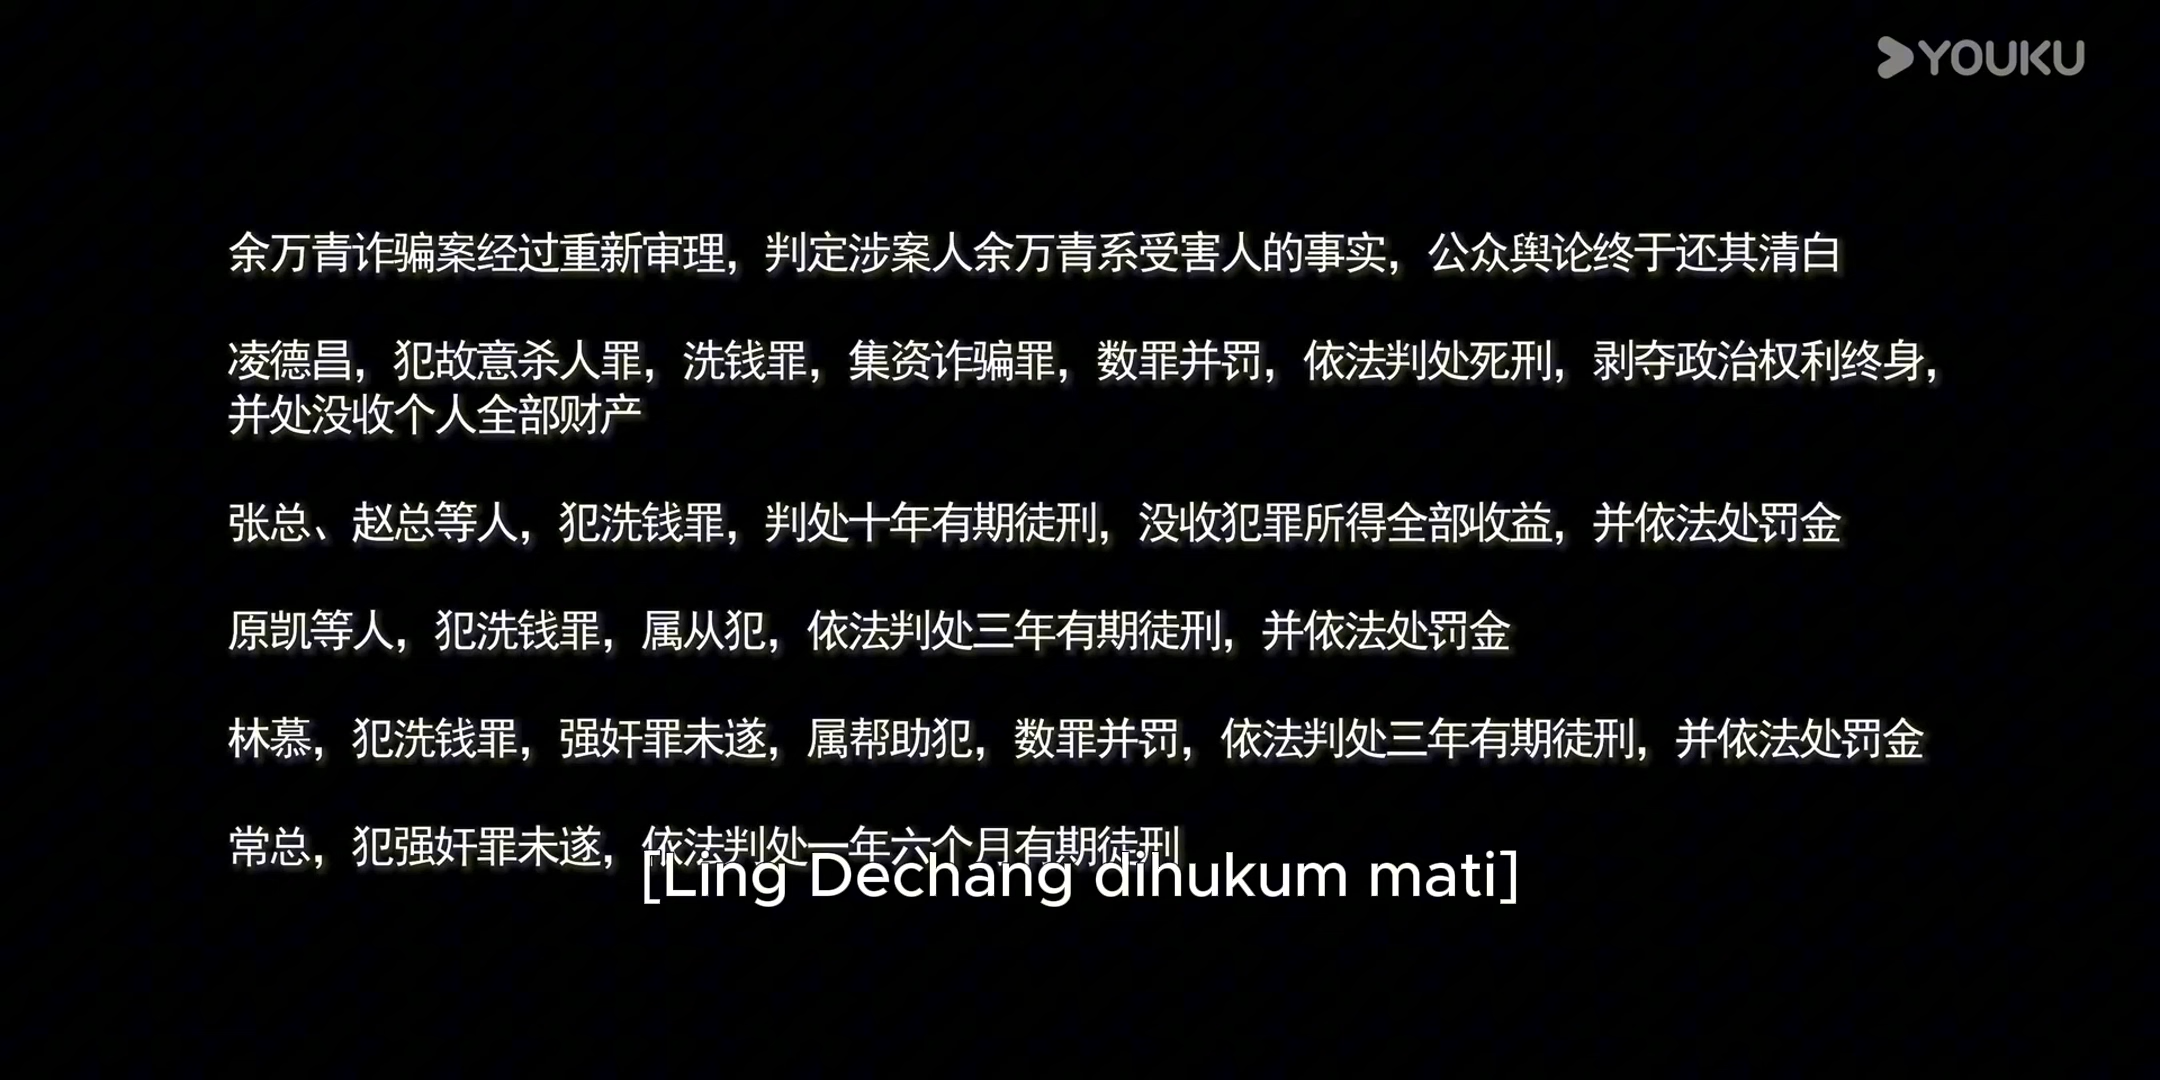 YOUKU
余万青诈骗案经过重新审理，判定涉案人余万青系受害人的事实，公众舆论终于还其清白
凌德昌，犯故意杀人罪，洗钱罪，集资诈骗罪，数罪并罚，依法判处死刑，剥夺政治权利终身，
并处没收个人全部财产
张总、赵总等人，犯洗钱罪，判处十年有期徒刑，没收犯罪所得全部收益，并依法处罚金
原凯等人，犯洗钱罪，属从犯，依法判处三年有期徒刑，并依法处罚金
林慕，犯洗钱罪，强奸罪未遂，属帮助犯，数罪并罚，依法判处三年有期徒刑，并依法处罚金
常总，犯强奸罪未遂，依法判处一年六个月有期徒刑
[Ling Dechang dihukum mati]